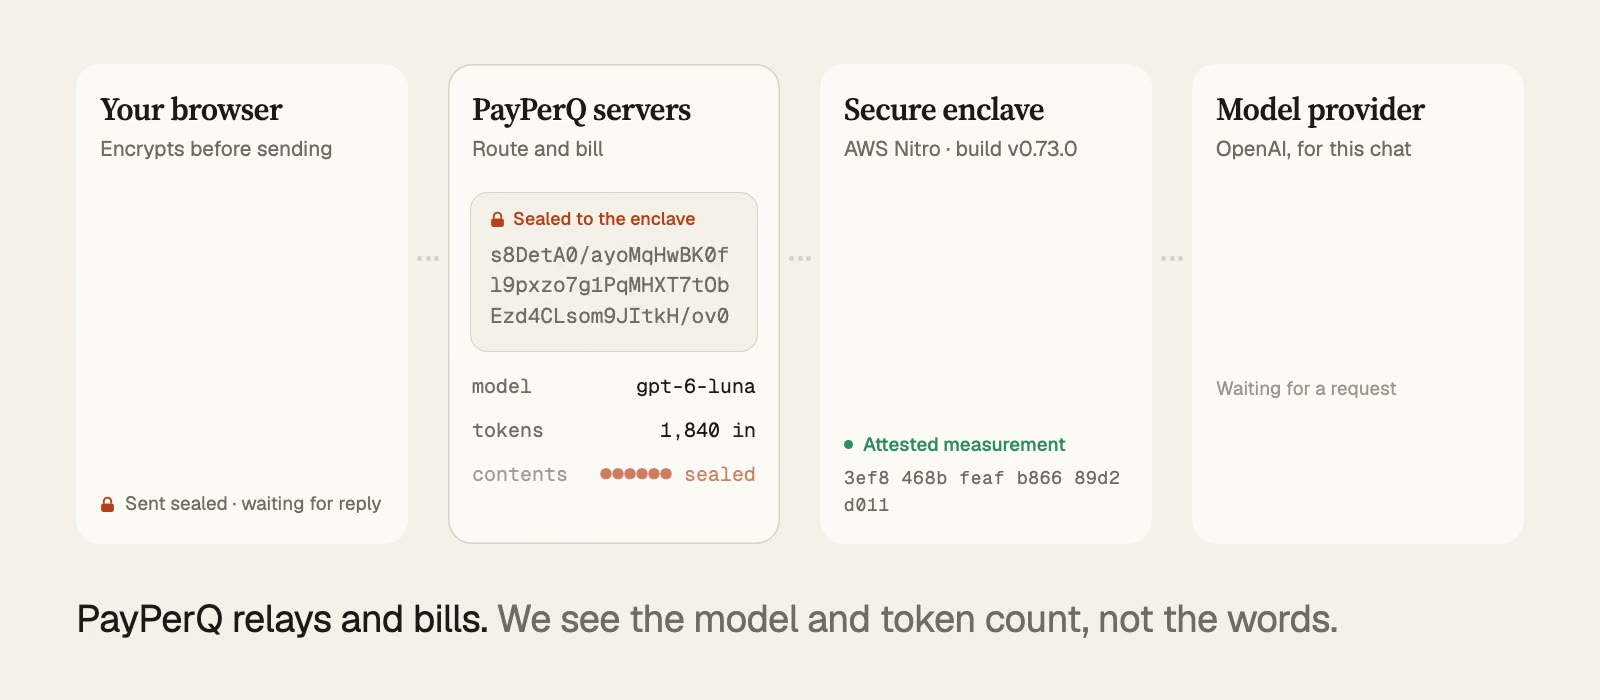 Your browser
Encrypts before sending
Sent sealed · waiting for reply
PayPerQ servers
Route and bill
Sealed to the enclave
s8DetA0/ayoMqHwBK0f
l9pxzo7g1PqMHXT7tOb
Ezd4CLsom9JItkH/ov0
model gpt-6-luna
tokens 1,840 in
contents ●●●●●● sealed
Secure enclave
AWS Nitro · build v0.73.0
Attested measurement
3ef8 468b feaf b866 89d2
d011
Model provider
OpenAI, for this chat
Waiting for a request
PayPerQ relays and bills. We see the model and token count, not the words.